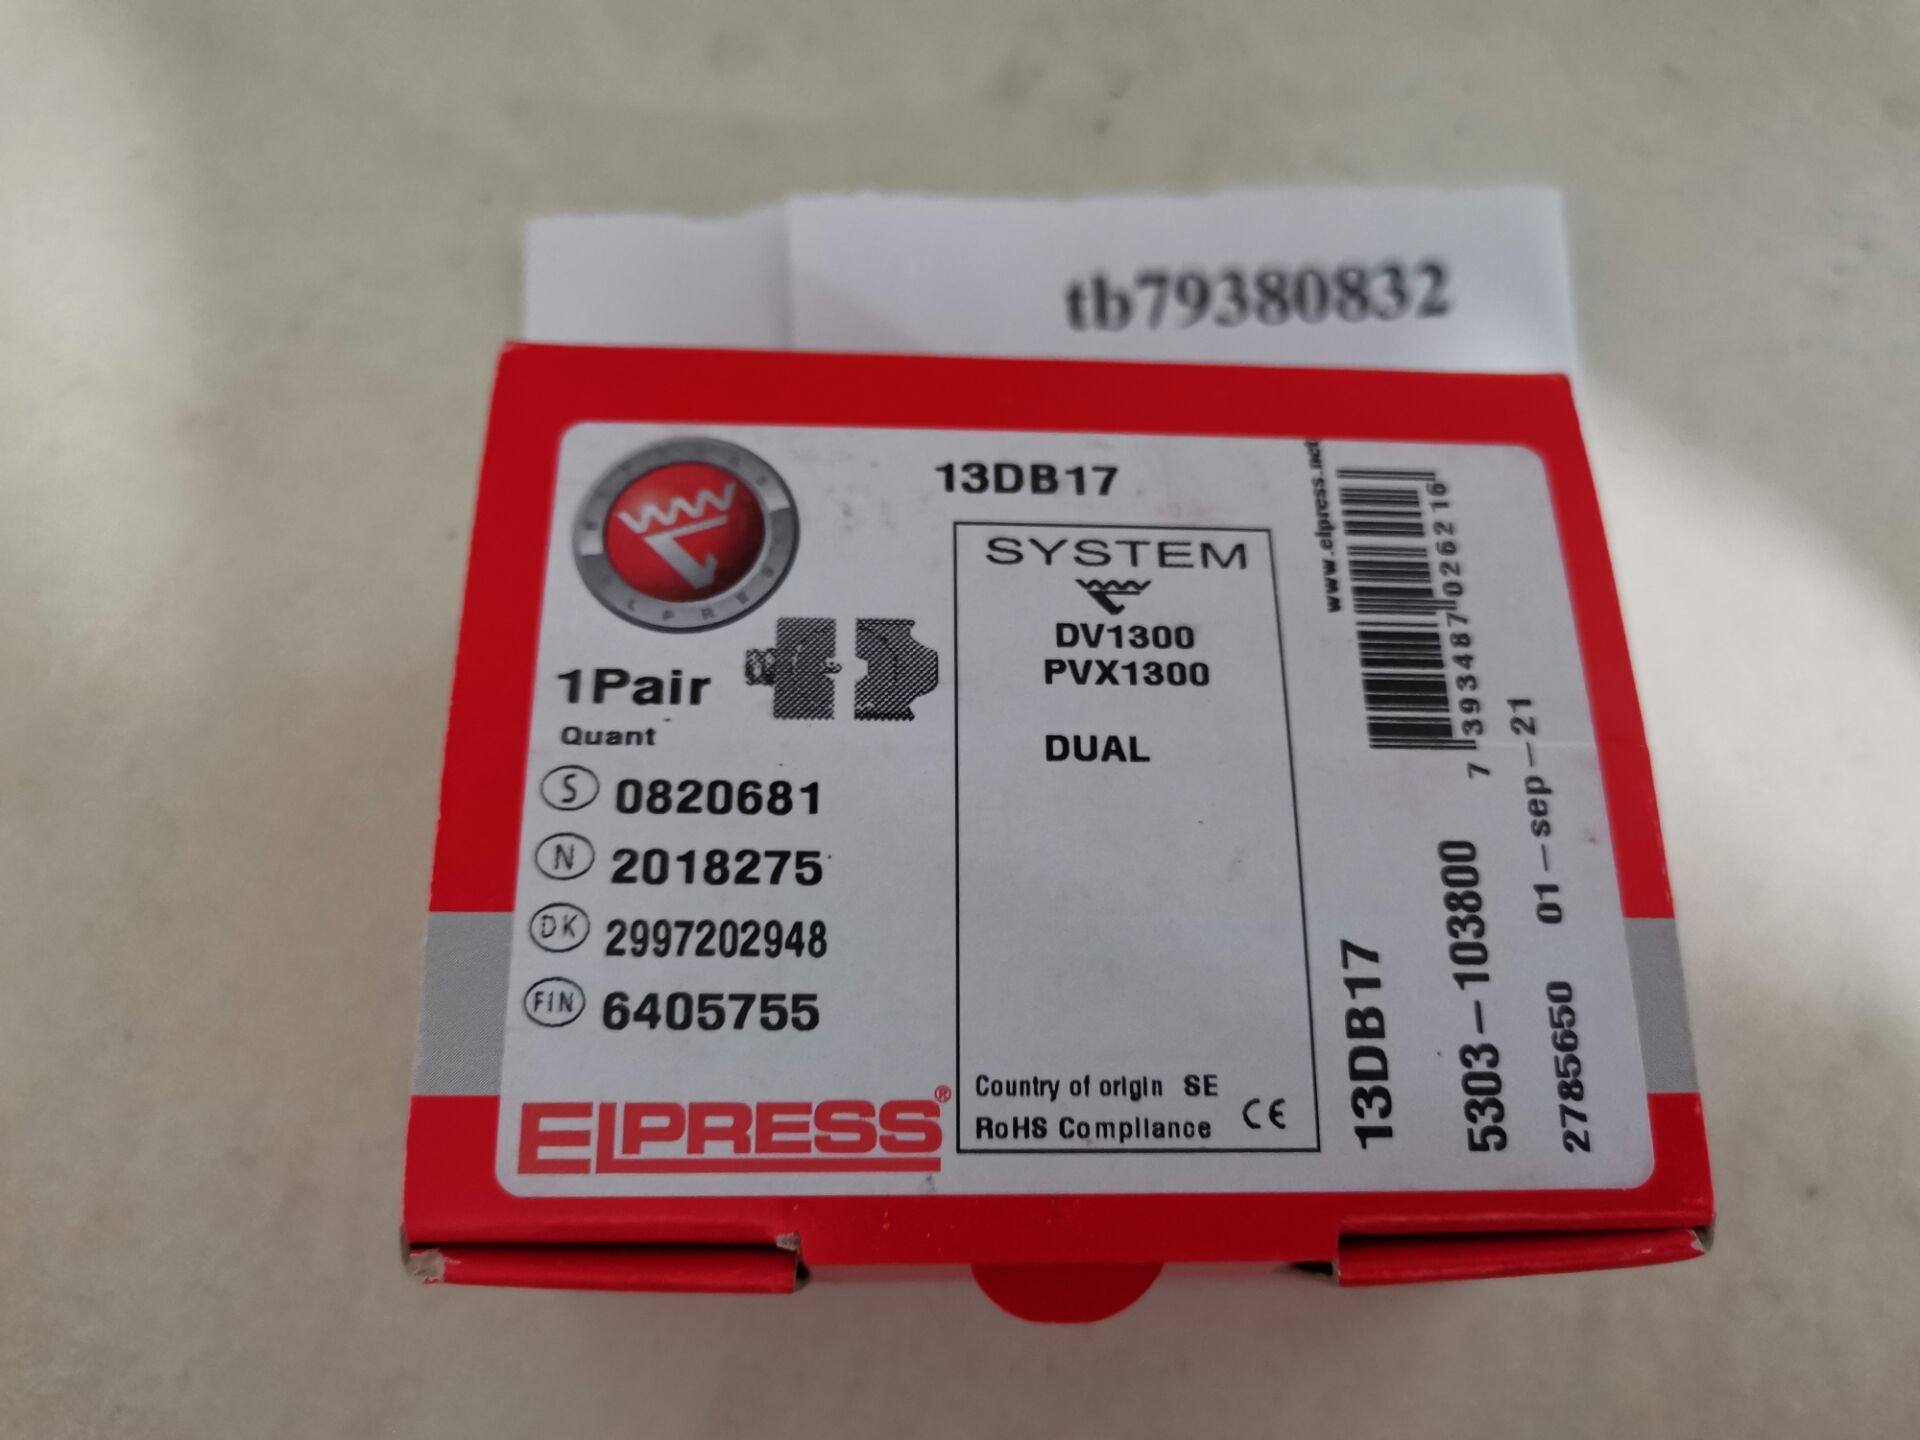 tb79380832
13DB17
SYSTEM
DV1300
PVX1300
DUAL
1Pair
Quant
S 0820681
N 2018275
DK 2997202948
FIN 6405755
ELPRESS®
Country of origin SE
RoHS Compliance CE
www.elpress.net
7 393487 026216
13DB17
5303-103800
2785650 01-sep-21